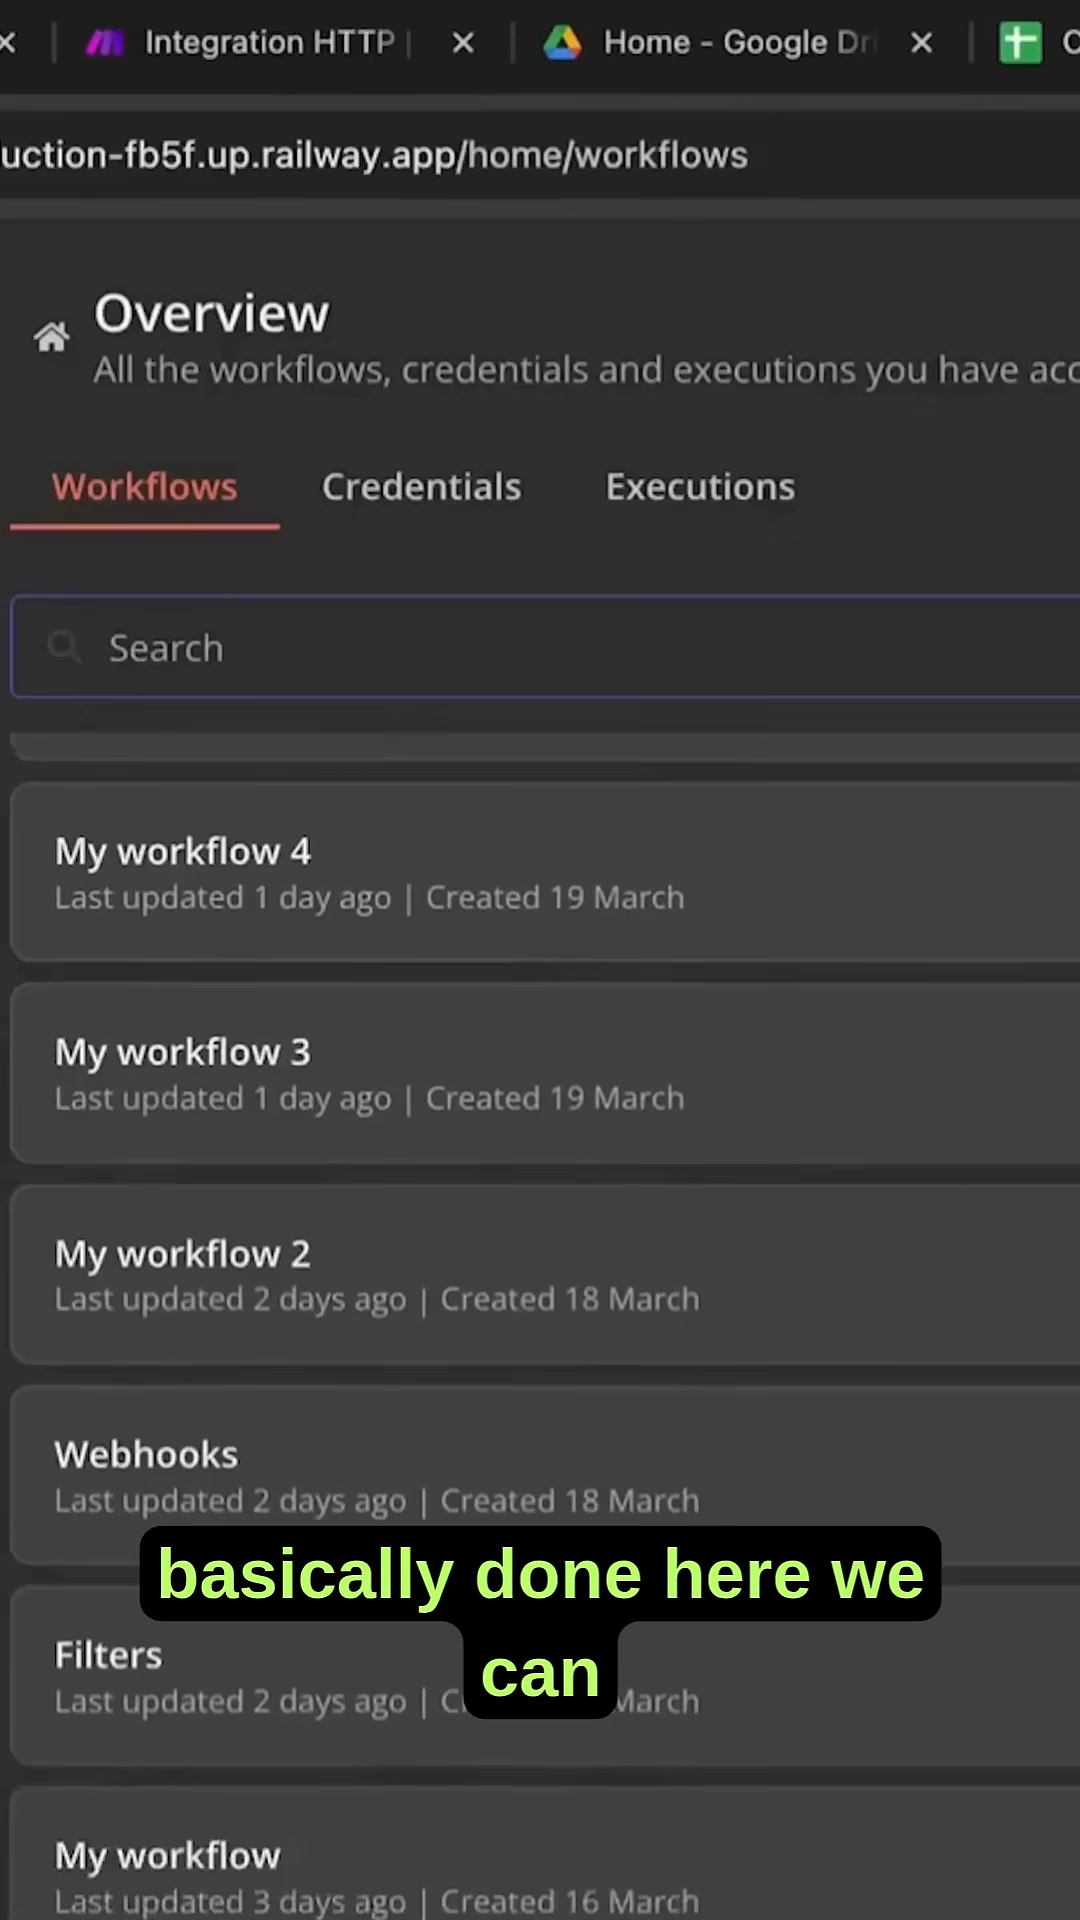 Integration HTTP |
Home - Google Dri
uction-fb5f.up.railway.app/home/workflows
Overview
All the workflows, credentials and executions you have acc
Workflows
Credentials
Executions
Search
My workflow 4
Last updated 1 day ago | Created 19 March
My workflow 3
Last updated 1 day ago | Created 19 March
My workflow 2
Last updated 2 days ago | Created 18 March
Webhooks
Last updated 2 days ago | Created 18 March
basically done here we
can
Filters
Last updated 2 days ago | C March
My workflow
Last updated 3 days ago | Created 16 March